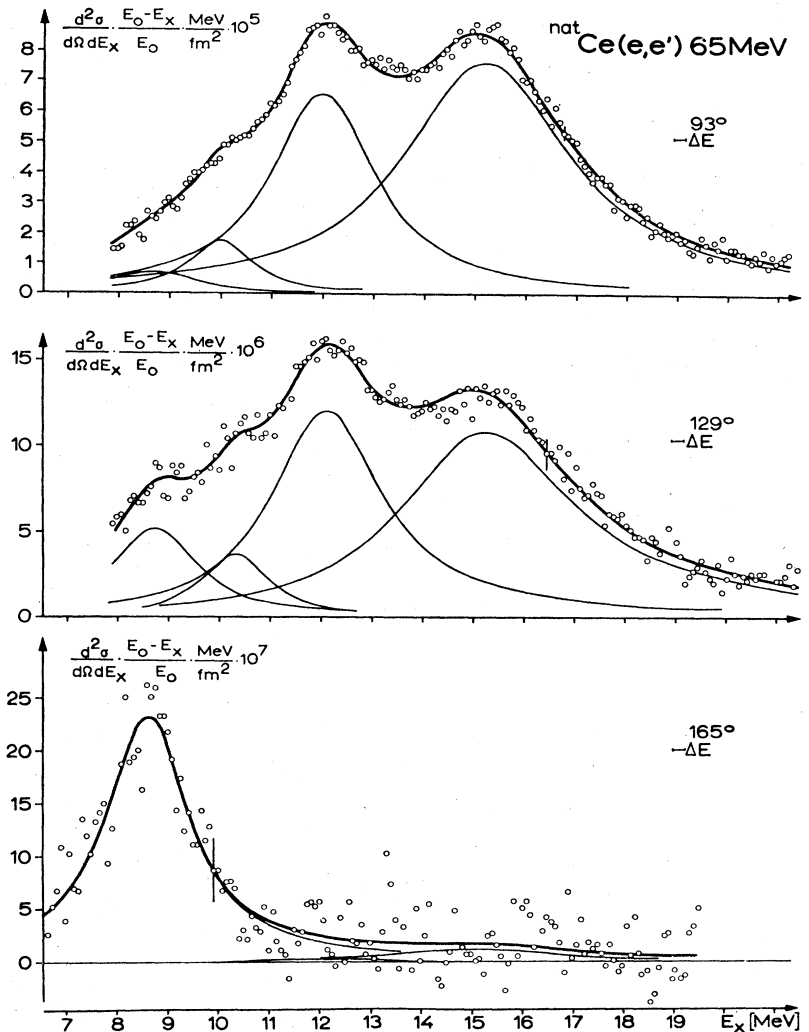 d²σ/dΩdEₓ · E₀-Eₓ/E₀ · MeV/fm² · 10⁵
ⁿᵃᵗCe(e,e') 65MeV
93°
ΔE
8
7
6
5
4
3
2
1
0
d²σ/dΩdEₓ · E₀-Eₓ/E₀ · MeV/fm² · 10⁶
129°
ΔE
15
10
5
0
d²σ/dΩdEₓ · E₀-Eₓ/E₀ · MeV/fm² · 10⁷
165°
ΔE
25
20
15
10
5
0
7 8 9 10 11 12 13 14 15 16 17 18 19 Eₓ [MeV]